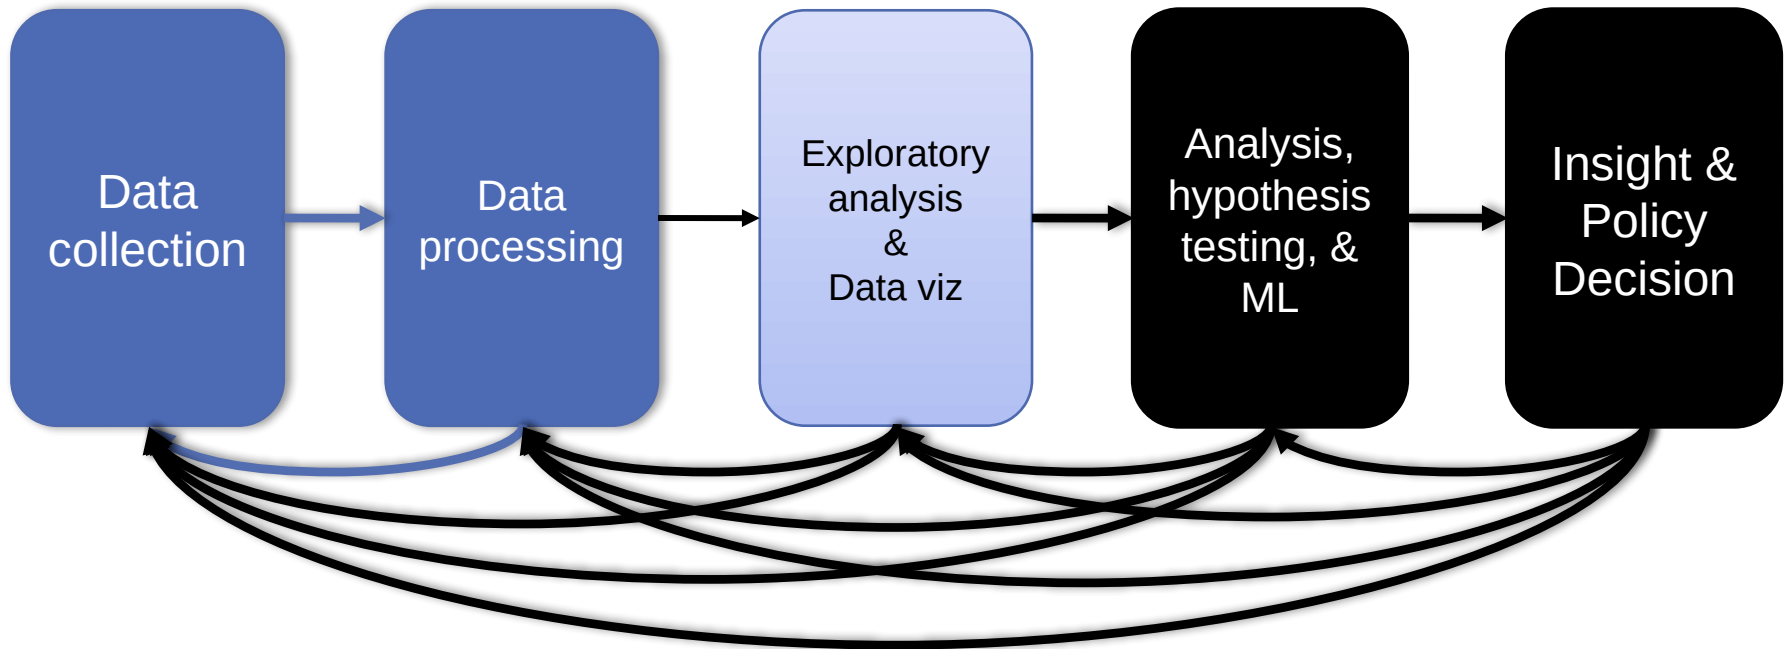 Data
collection
Data
processing
Exploratory
analysis
&
Data viz
Analysis,
hypothesis
testing, &
ML
Insight &
Policy
Decision